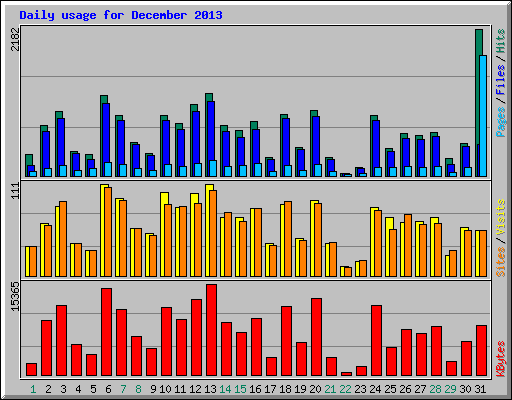 Daily usage for December 2013
2182
Pages / Files / Hits
111
Sites / Visits
15365
KBytes
1 2 3 4 5 6 7 8 9 10 11 12 13 14 15 16 17 18 19 20 21 22 23 24 25 26 27 28 29 30 31